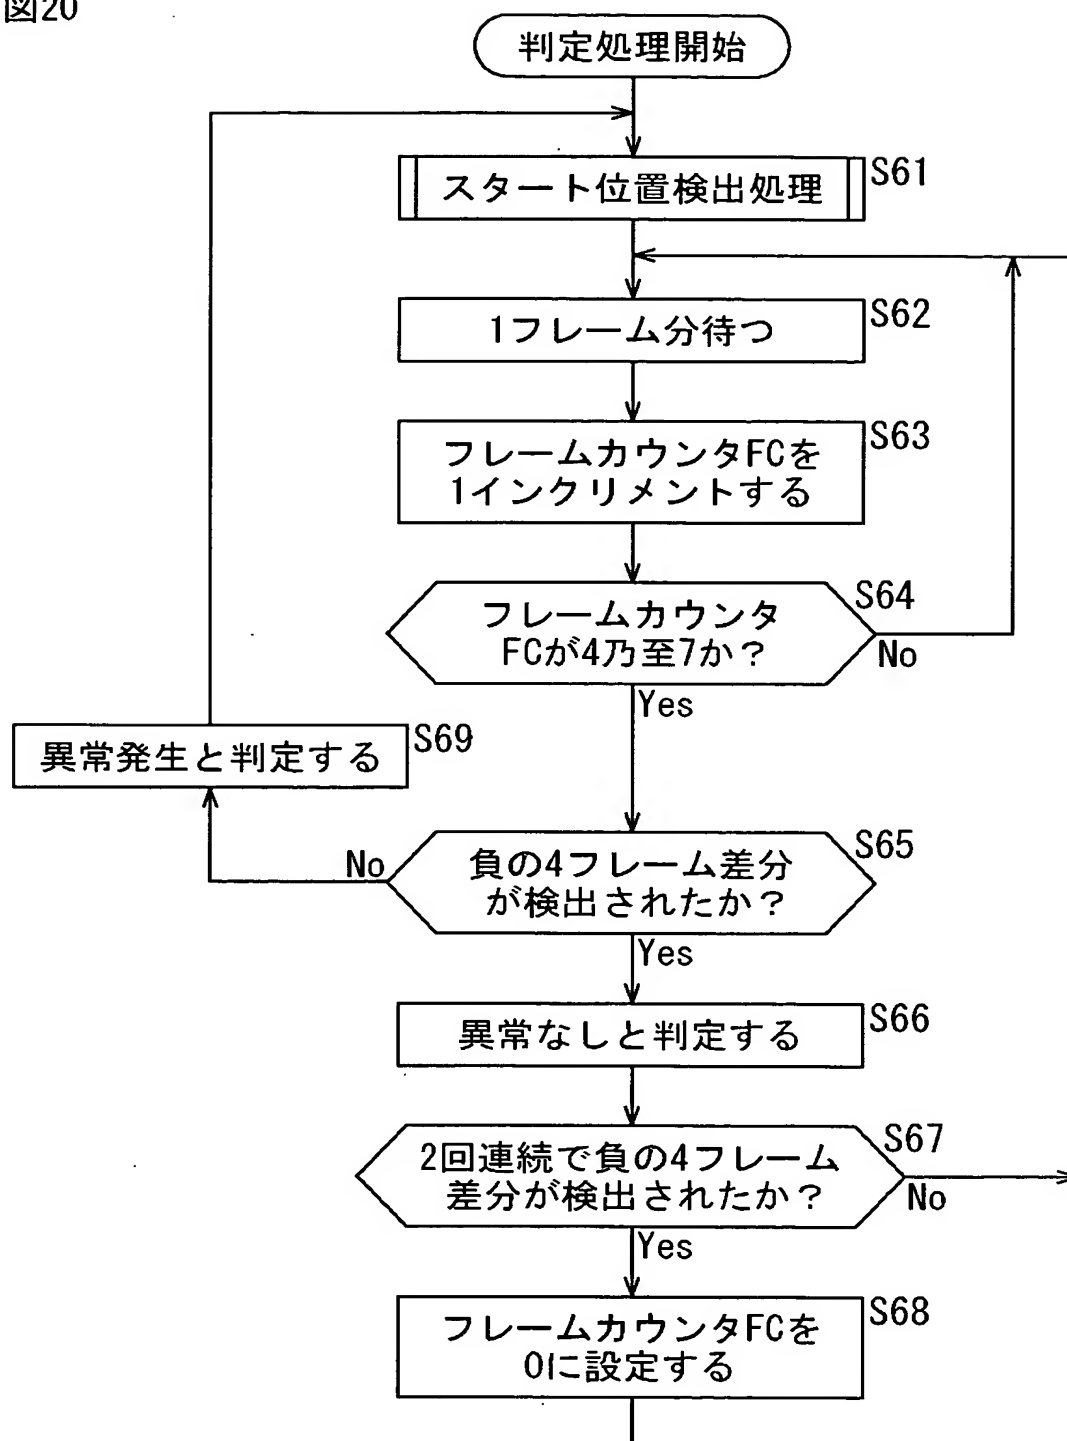 図20
判定処理開始
スタート位置検出処理
S61
1フレーム分待つ
S62
フレームカウンタFCを
1インクリメントする
S63
フレームカウンタ
FCが4乃至7か？
S64
No
Yes
異常発生と判定する
S69
負の4フレーム差分
が検出されたか？
S65
No
Yes
異常なしと判定する
S66
2回連続で負の4フレーム
差分が検出されたか？
S67
No
Yes
フレームカウンタFCを
0に設定する
S68